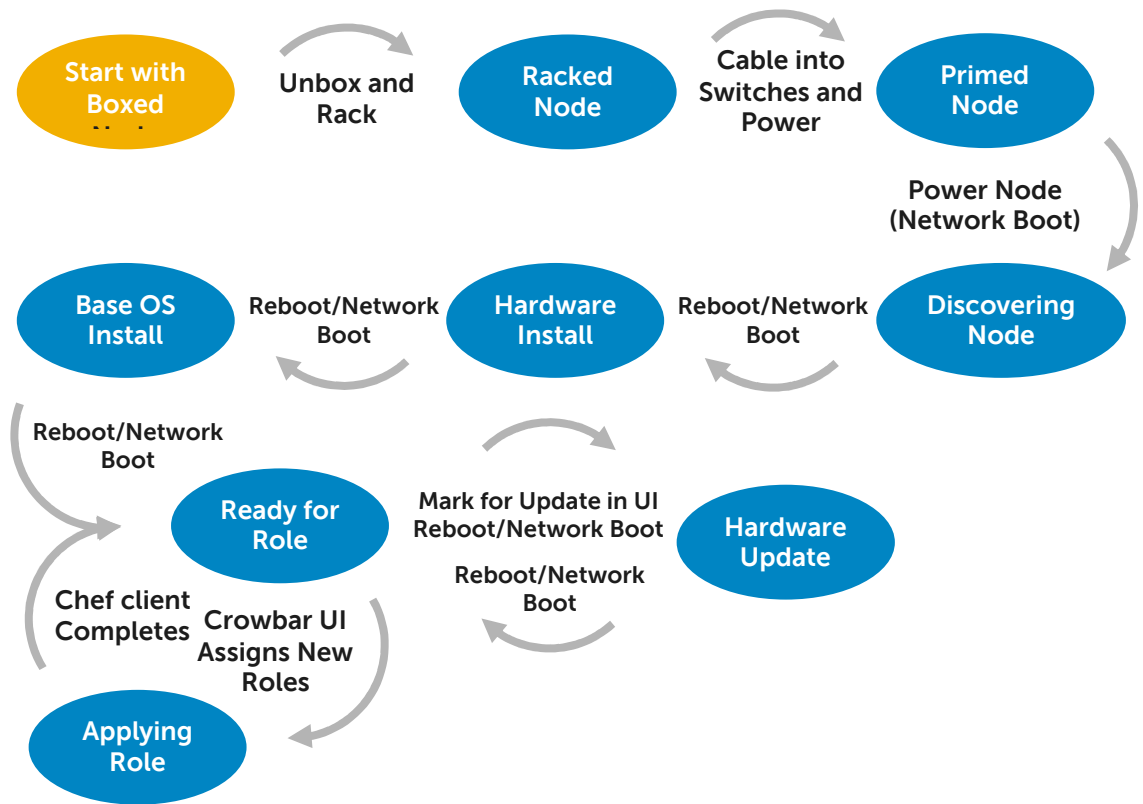 Start with
Boxed
Unbox and
Rack
Racked
Node
Cable into
Switches and
Power
Primed
Node
Power Node
(Network Boot)
Base OS
Install
Reboot/Network
Boot
Hardware
Install
Reboot/Network
Boot
Discovering
Node
Reboot/Network
Boot
Ready for
Role
Mark for Update in UI
Reboot/Network Boot
Hardware
Update
Reboot/Network
Boot
Chef client
Completes
Crowbar UI
Assigns New
Roles
Applying
Role